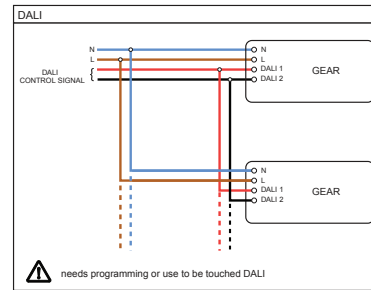 DALI
N
L
DALI
CONTROL SIGNAL
N
L
DALI 1
DALI 2
GEAR
N
L
DALI 1
DALI 2
GEAR
needs programming or use to be touched DALI